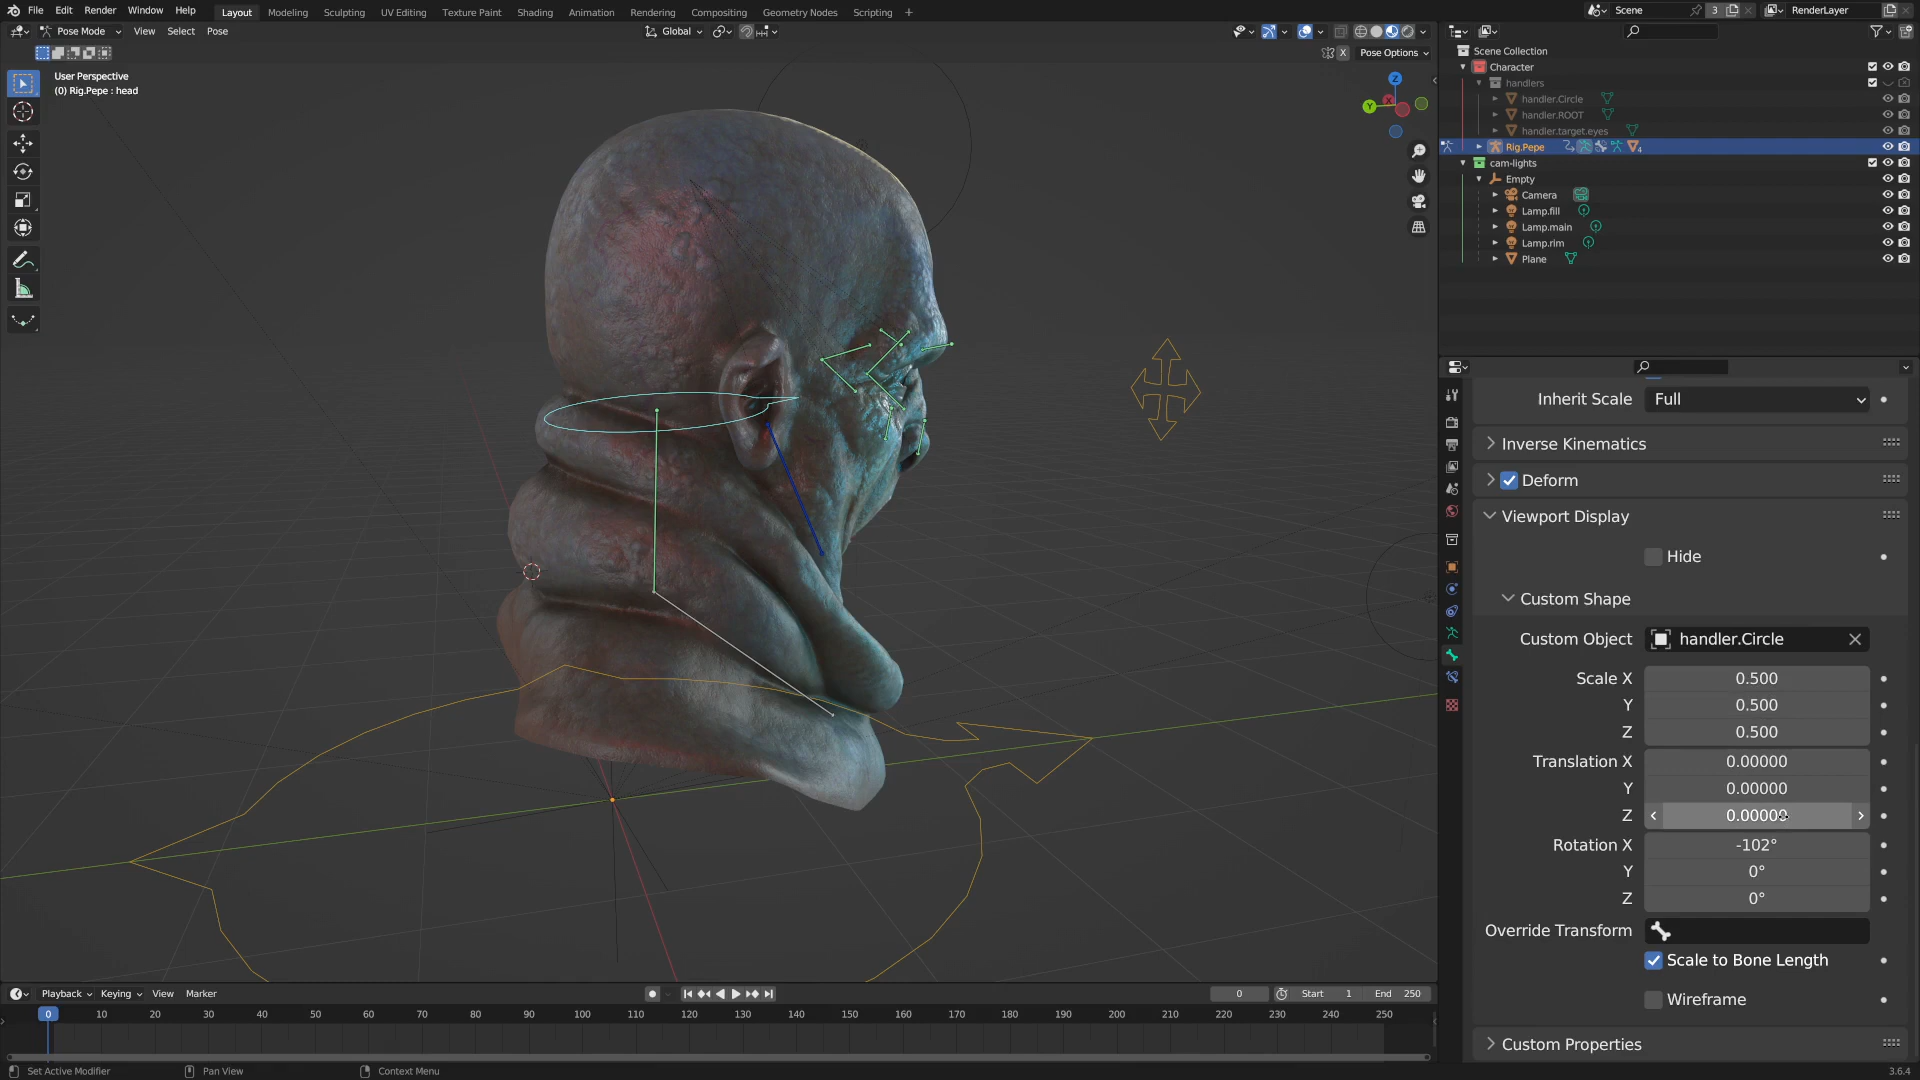 File Edit Render Window Help
Layout Modeling Sculpting UV Editing Texture Paint Shading Animation Rendering Compositing Geometry Nodes Scripting +
Scene 3
RenderLayer
Pose Mode View Select Pose
Global
X Pose Options
User Perspective
(0) Rig.Pepe : head
Z
Y
X
Scene Collection
Character
handlers
handler.Circle
handler.ROOT
handler.target.eyes
Rig.Pepe
4
cam-lights
Empty
Camera
Lamp.fill
Lamp.main
Lamp.rim
Plane
Inherit Scale Full
Inverse Kinematics
Deform
Viewport Display
Hide
Custom Shape
Custom Object handler.Circle
Scale X 0.500
Y 0.500
Z 0.500
Translation X 0.00000
Y 0.00000
Z 0.00000
Rotation X -102°
Y 0°
Z 0°
Override Transform
Scale to Bone Length
Wireframe
Custom Properties
Playback Keying View Marker
0 Start 1 End 250
0 10 20 30 40 50 60 70 80 90 100 110 120 130 140 150 160 170 180 190 200 210 220 230 240 250
Set Active Modifier Pan View Context Menu
3.6.4